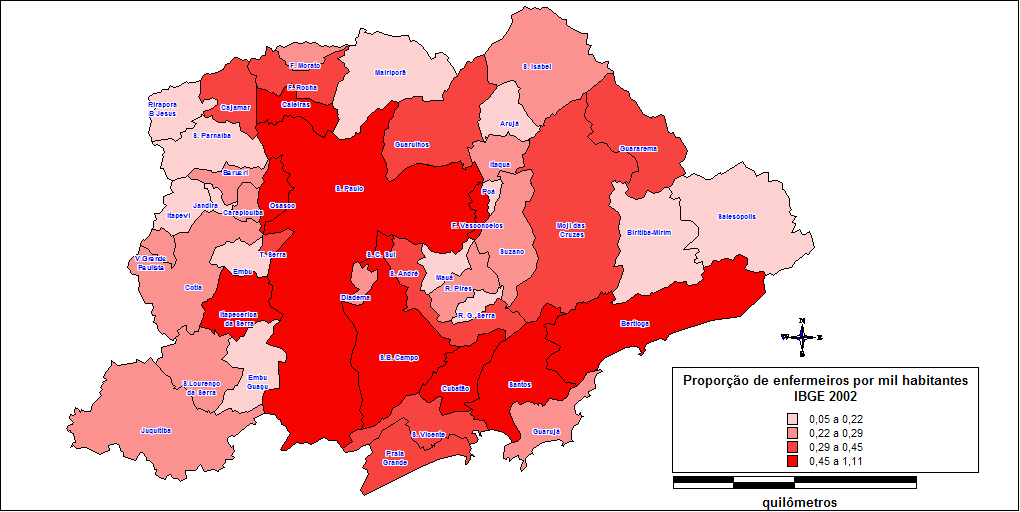 F. Morato
Mairiporã
S. Isabel
F. Rocha
Pirapora
B Jesus
Cajamar
Caieiras
Arujá
S. Parnaíba
Guarulhos
Guararema
Itaqua
Barueri
S. Paulo
Poá
Jandira
Osasco
Carapicuiba
Itapevi
Salesópolis
F. Vasconcelos
Moji das
Cruzes
Biritiba-Mirim
T. Serra
S. C. Sul
Suzano
V. Grande
Paulista
Embu
S. André
Mauá
Cotia
R. Pires
Diadema
Itapecerica
da Serra
R. G. Serra
Bertioga
N
W E
S
S.B. Campo
Embu
Guaçu
S.Lourenço
da Serra
Cubatão
Santos
Juquitiba
S. Vicente
Guarujá
Praia
Grande
Proporção de enfermeiros por mil habitantes
IBGE 2002
0,05 a 0,22
0,22 a 0,29
0,29 a 0,45
0,45 a 1,11
quilômetros